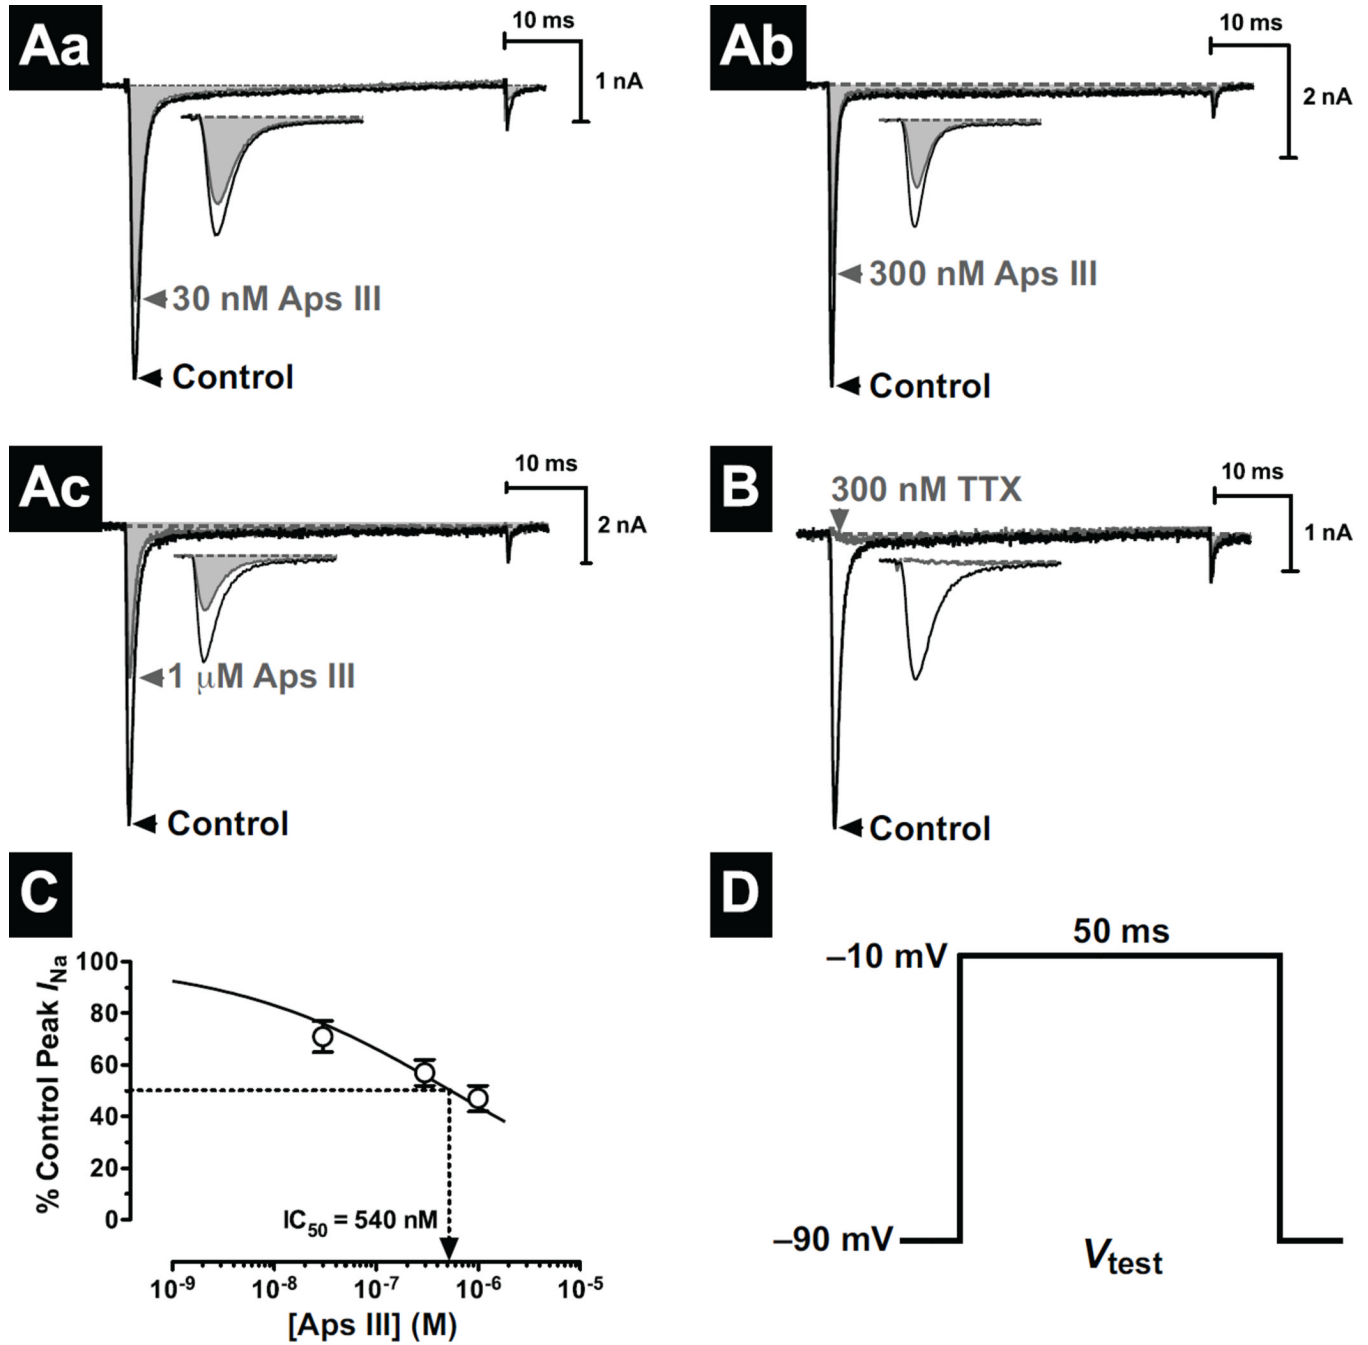 Aa
10 ms
1 nA
30 nM Aps III
Control
Ab
10 ms
2 nA
300 nM Aps III
Control
Ac
10 ms
2 nA
1 μM Aps III
Control
B
300 nM TTX
10 ms
1 nA
Control
C
% Control Peak INa
100
80
60
40
20
0
IC50 = 540 nM
10-9 10-8 10-7 10-6 10-5
[Aps III] (M)
D
50 ms
–10 mV
–90 mV
Vtest